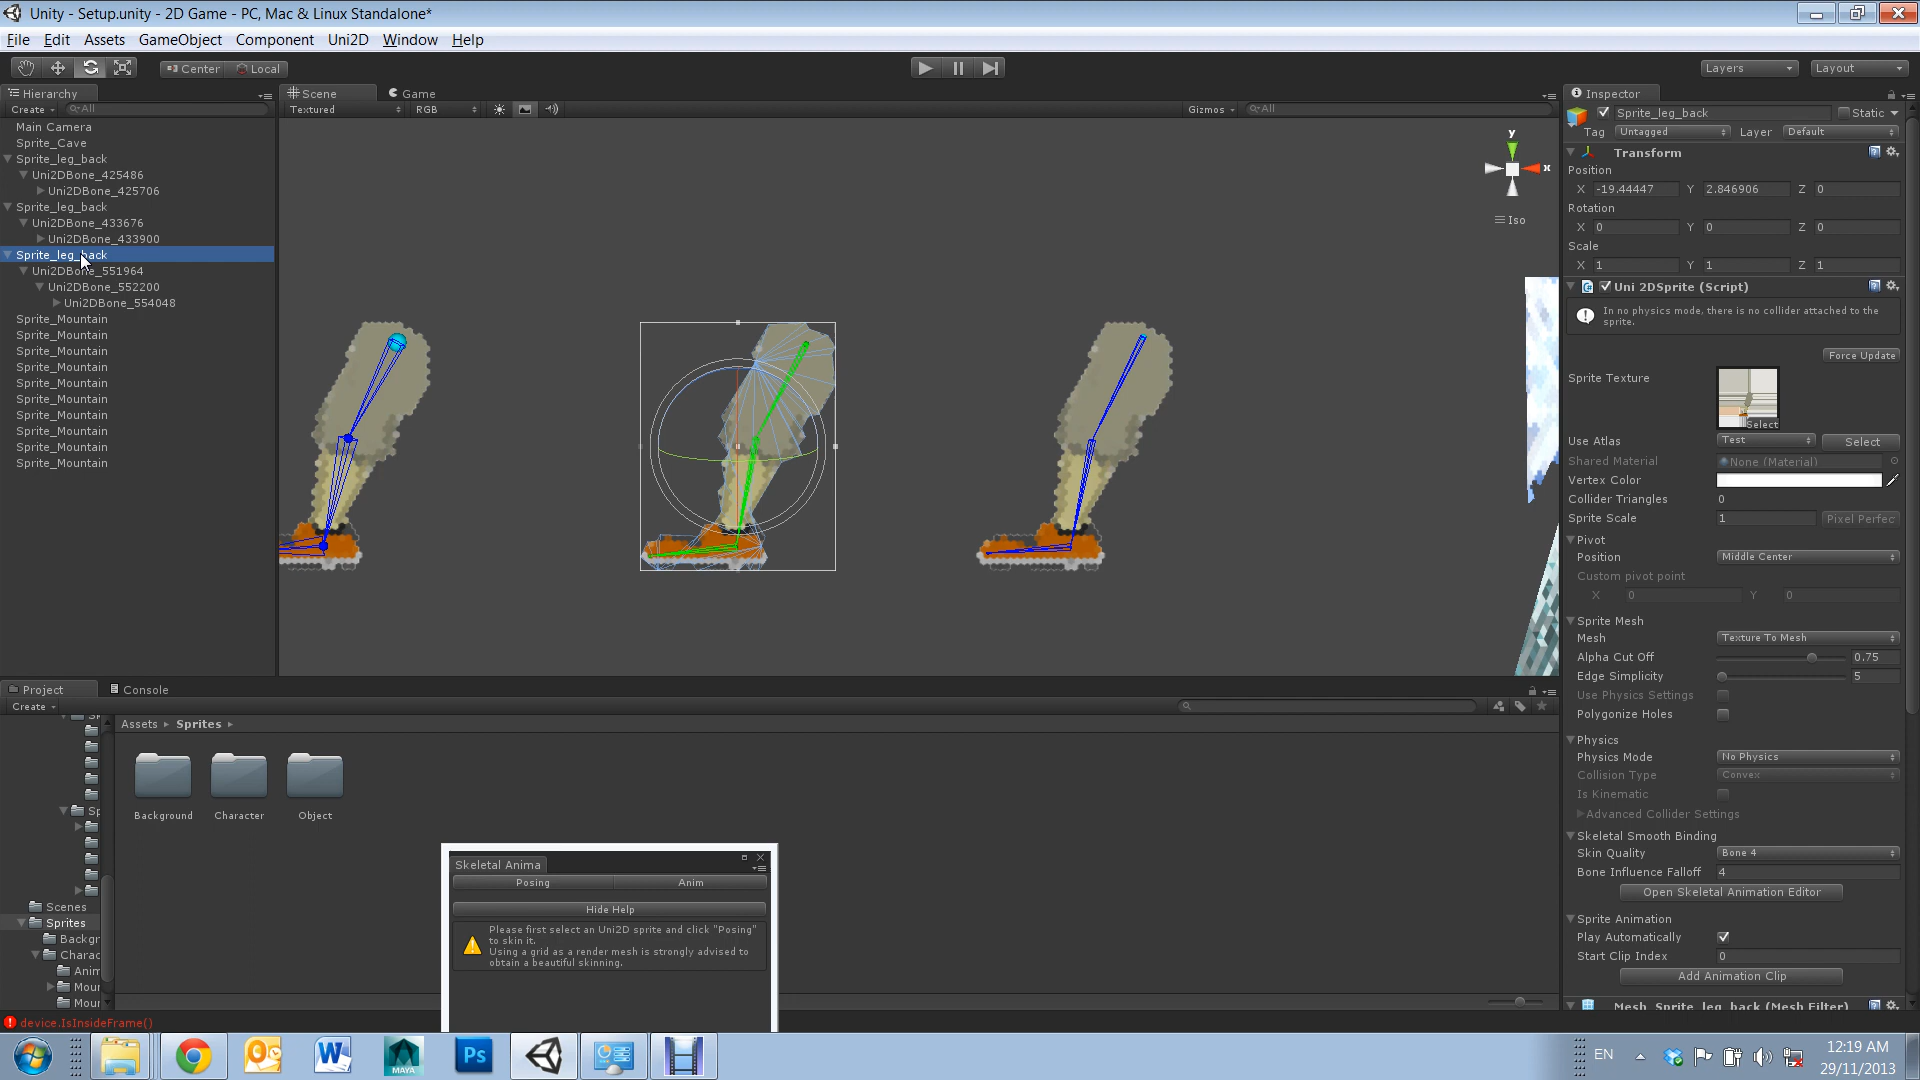 Unity - Setup.unity - 2D Game - PC, Mac & Linux Standalone*
File Edit Assets GameObject Component Uni2D Window Help
Center Local
Layers Layout
Hierarchy
Create All
Main Camera
Sprite_Cave
Sprite_leg_back
Uni2DBone_425486
Uni2DBone_425706
Sprite_leg_back
Uni2DBone_433676
Uni2DBone_433900
Sprite_leg_back
Uni2DBone_551964
Uni2DBone_552200
Uni2DBone_554048
Sprite_Mountain
Sprite_Mountain
Sprite_Mountain
Sprite_Mountain
Sprite_Mountain
Sprite_Mountain
Sprite_Mountain
Sprite_Mountain
Sprite_Mountain
Sprite_Mountain
Scene Game
Textured RGB Gizmos All
y
x
Iso
Inspector
Sprite_leg_back Static
Tag Untagged Layer Default
Transform
Position
X -19.44447 Y 2.846906 Z 0
Rotation
X 0 Y 0 Z 0
Scale
X 1 Y 1 Z 1
Uni 2DSprite (Script)
In no physics mode, there is no collider attached to the
sprite.
Force Update
Sprite Texture
Select
Use Atlas Test Select
Shared Material None (Material)
Vertex Color
Collider Triangles 0
Sprite Scale 1 Pixel Perfec
Pivot
Position Middle Center
Custom pivot point
X 0 Y 0
Sprite Mesh
Mesh Texture To Mesh
Alpha Cut Off 0.75
Edge Simplicity 5
Use Physics Settings
Polygonize Holes
Physics
Physics Mode No Physics
Collision Type Convex
Is Kinematic
Advanced Collider Settings
Skeletal Smooth Binding
Skin Quality Bone 4
Bone Influence Falloff 4
Open Skeletal Animation Editor
Sprite Animation
Play Automatically
Start Clip Index 0
Add Animation Clip
Mesh_Sprite_leg_back (Mesh Filter)
Project Console
Create
Assets Sprites
Sp
Scenes
Sprites
Backgr
Charac
Anim
Mour
Mour
Background Character Object
Skeletal Anima
Posing Anim
Hide Help
Please first select an Uni2D sprite and click "Posing"
to skin it.
Using a grid as a render mesh is strongly advised to
obtain a beautiful skinning.
device.IsInsideFrame()
MAYA
Ps
EN
12:19 AM
29/11/2013